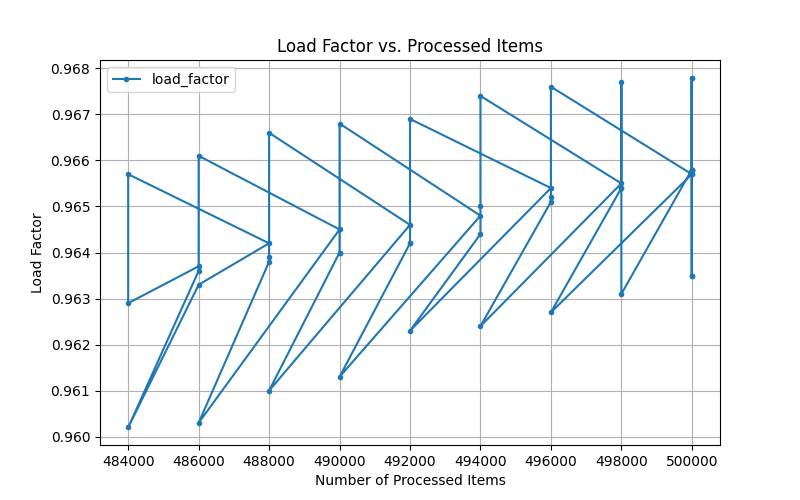 Load Factor vs. Processed Items
load_factor
0.968
0.967
0.966
0.965
0.964
0.963
0.962
0.961
0.960
Load Factor
484000 486000 488000 490000 492000 494000 496000 498000 500000
Number of Processed Items